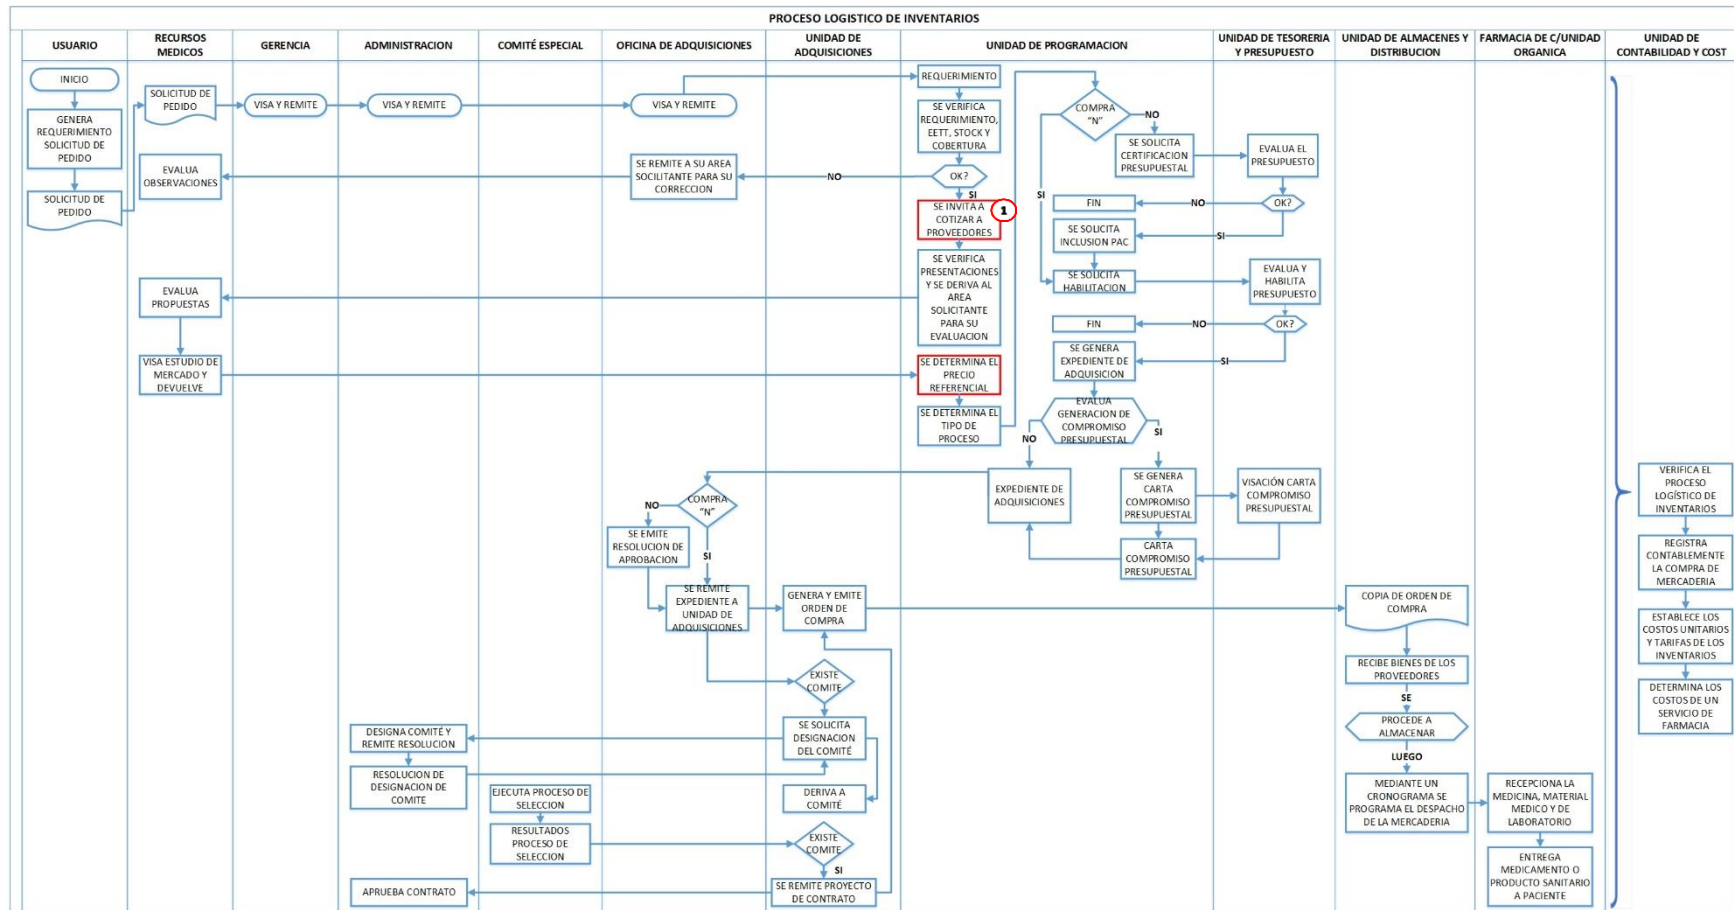 PROCESO LOGISTICO DE INVENTARIOS
USUARIO
RECURSOS
MEDICOS
GERENCIA
ADMINISTRACION
COMITÉ ESPECIAL
OFICINA DE ADQUISICIONES
UNIDAD DE
ADQUISICIONES
UNIDAD DE PROGRAMACION
UNIDAD DE TESORERIA
Y PRESUPUESTO
UNIDAD DE ALMACENES Y
DISTRIBUCION
FARMACIA DE C/UNIDAD
ORGANICA
UNIDAD DE
CONTABILIDAD Y COST
INICIO
GENERA
REQUERIMIENTO
SOLICITUD DE
PEDIDO
SOLICITUD DE
PEDIDO
SOLICITUD DE
PEDIDO
EVALUA
OBSERVACIONES
EVALUA
PROPUESTAS
VISA ESTUDIO DE
MERCADO Y
DEVUELVE
VISA Y REMITE
VISA Y REMITE
DESIGNA COMITÉ Y
REMITE RESOLUCION
RESOLUCION DE
DESIGNACION DE
COMITE
APRUEBA CONTRATO
EJECUTA PROCESO DE
SELECCION
RESULTADOS
PROCESO DE
SELECCION
VISA Y REMITE
SE REMITE A SU AREA
SOCILITANTE PARA SU
CORRECCION
COMPRA
“N”
NO
SE EMITE
RESOLUCION DE
APROBACION
SI
SE REMITE
EXPEDIENTE A
UNIDAD DE
ADQUISICIONES
GENERA Y EMITE
ORDEN DE
COMPRA
EXISTE
COMITE
SE SOLICITA
DESIGNACION
DEL COMITÉ
DERIVA A
COMITÉ
EXISTE
COMITE
SI
SE REMITE PROYECTO
DE CONTRATO
REQUERIMIENTO
SE VERIFICA
REQUERIMIENTO,
EETT, STOCK Y
COBERTURA
OK?
NO
SI
SE INVITA A
COTIZAR A
PROVEEDORES
1
SE VERIFICA
PRESENTACIONES
Y SE DERIVA AL
AREA
SOLICITANTE
PARA SU
EVALUACION
SE DETERMINA EL
PRECIO
REFERENCIAL
SE DETERMINA EL
TIPO DE
PROCESO
COMPRA
“N”
NO
SI
SE SOLICITA
CERTIFICACION
PRESUPUESTAL
FIN
SE SOLICITA
INCLUSION PAC
SE SOLICITA
HABILITACION
FIN
SE GENERA
EXPEDIENTE DE
ADQUISICION
EVALUA
GENERACION DE
COMPROMISO
PRESUPUESTAL
NO
SI
EXPEDIENTE DE
ADQUISICIONES
SE GENERA
CARTA
COMPROMISO
PRESUPUESTAL
CARTA
COMPROMISO
PRESUPUESTAL
EVALUA EL
PRESUPUESTO
OK?
NO
SI
EVALUA Y
HABILITA
PRESUPUESTO
OK?
NO
SI
VISACIÓN CARTA
COMPROMISO
PRESUPUESTAL
COPIA DE ORDEN DE
COMPRA
RECIBE BIENES DE LOS
PROVEEDORES
SE
PROCEDE A
ALMACENAR
LUEGO
MEDIANTE UN
CRONOGRAMA SE
PROGRAMA EL DESPACHO
DE LA MERCADERIA
RECEPCIONA LA
MEDICINA, MATERIAL
MEDICO Y DE
LABORATORIO
ENTREGA
MEDICAMENTO O
PRODUCTO SANITARIO
A PACIENTE
VERIFICA EL
PROCESO
LOGÍSTICO DE
INVENTARIOS
REGISTRA
CONTABLEMENTE
LA COMPRA DE
MERCADERIA
ESTABLECE LOS
COSTOS UNITARIOS
Y TARIFAS DE LOS
INVENTARIOS
DETERMINA LOS
COSTOS DE UN
SERVICIO DE
FARMACIA